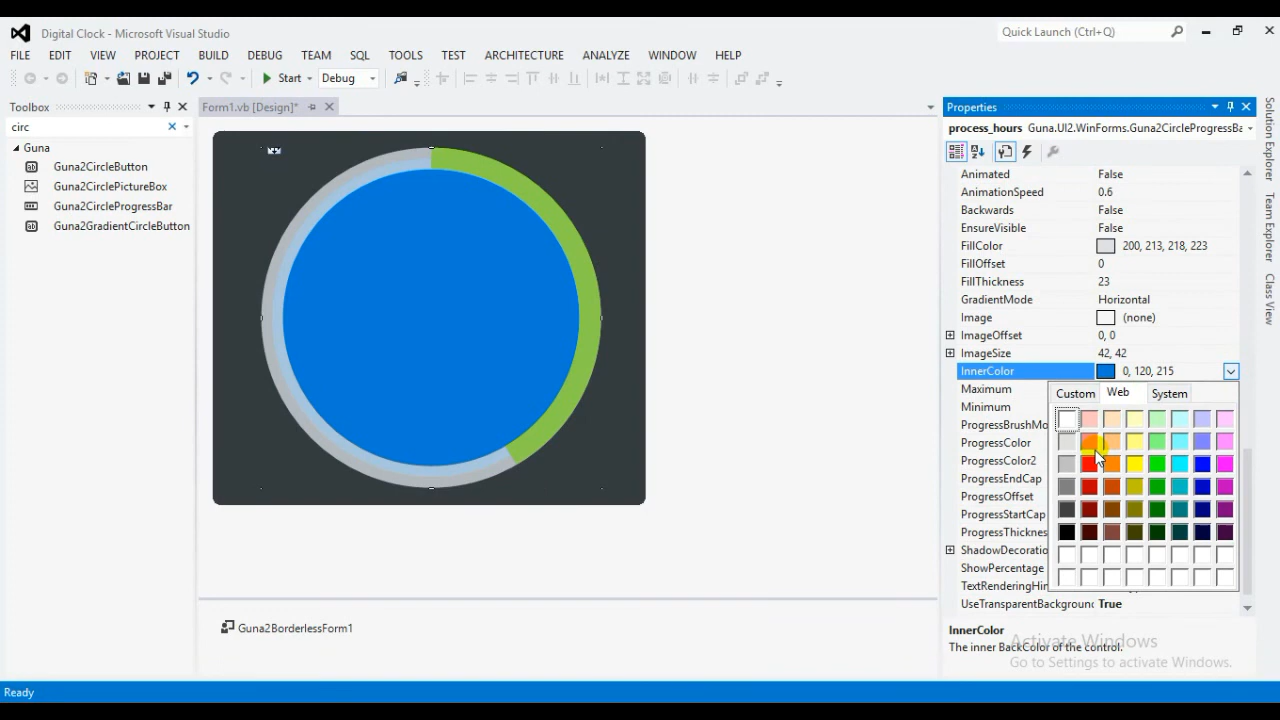 Digital Clock - Microsoft Visual Studio
Quick Launch (Ctrl+Q)
FILE EDIT VIEW PROJECT BUILD DEBUG TEAM SQL TOOLS TEST ARCHITECTURE ANALYZE WINDOW HELP
Start Debug
Toolbox
circ
Guna
Guna2CircleButton
Guna2CirclePictureBox
Guna2CircleProgressBar
Guna2GradientCircleButton
Form1.vb [Design]*
Guna2BorderlessForm1
Properties
process_hours Guna.UI2.WinForms.Guna2CircleProgressBa
Animated False
AnimationSpeed 0.6
Backwards False
EnsureVisible False
FillColor 200, 213, 218, 223
FillOffset 0
FillThickness 23
GradientMode Horizontal
Image (none)
ImageOffset 0, 0
ImageSize 42, 42
InnerColor 0, 120, 215
Maximum
Minimum
ProgressBrushMo
ProgressColor
ProgressColor2
ProgressEndCap
ProgressOffset
ProgressStartCap
ProgressThicknes
ShadowDecoratio
ShowPercentage
TextRenderingHin
UseTransparentBackground True
Custom Web System
InnerColor
The inner BackColor of the control.
Activate Windows
Go to Settings to activate Windows.
Solution Explorer
Team Explorer
Class View
Ready